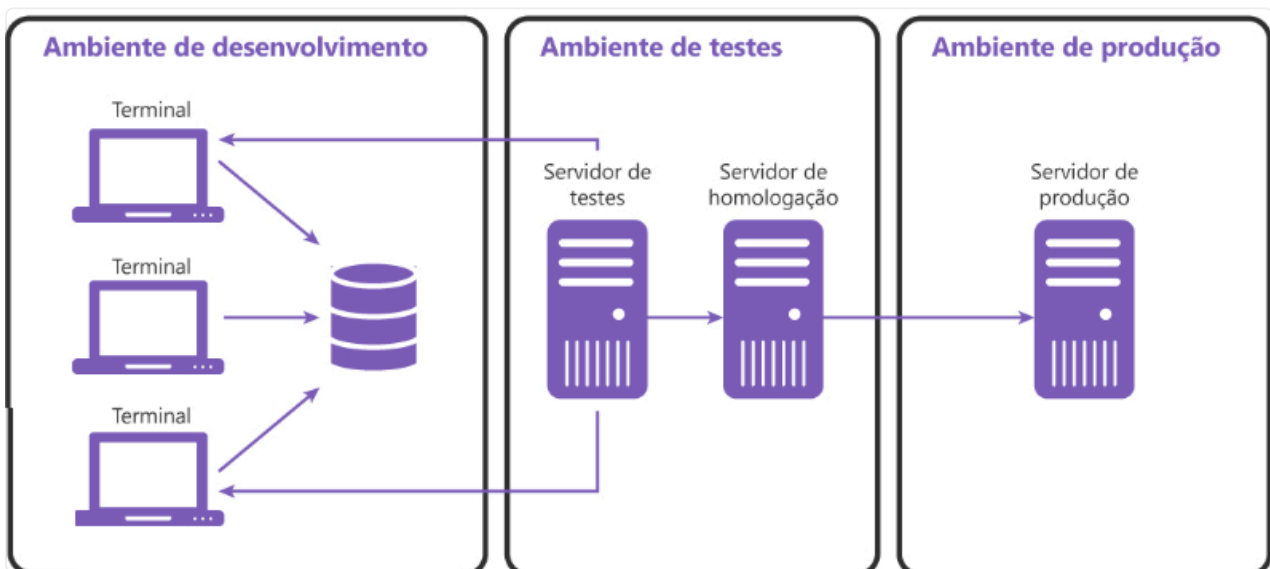 Ambiente de desenvolvimento
Terminal
Terminal
Terminal
Ambiente de testes
Servidor de
testes
Servidor de
homologação
Ambiente de produção
Servidor de
produção